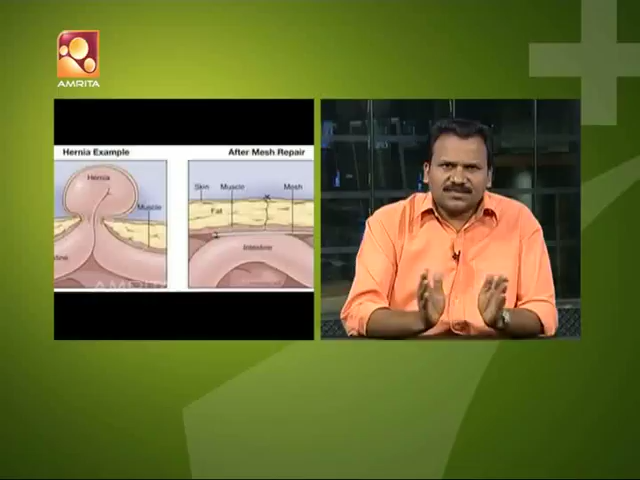 AMRITA
Hernia Example
After Mesh Repair
Hernia
Muscle
Skin
Muscle
Mesh
Fat
Intestine